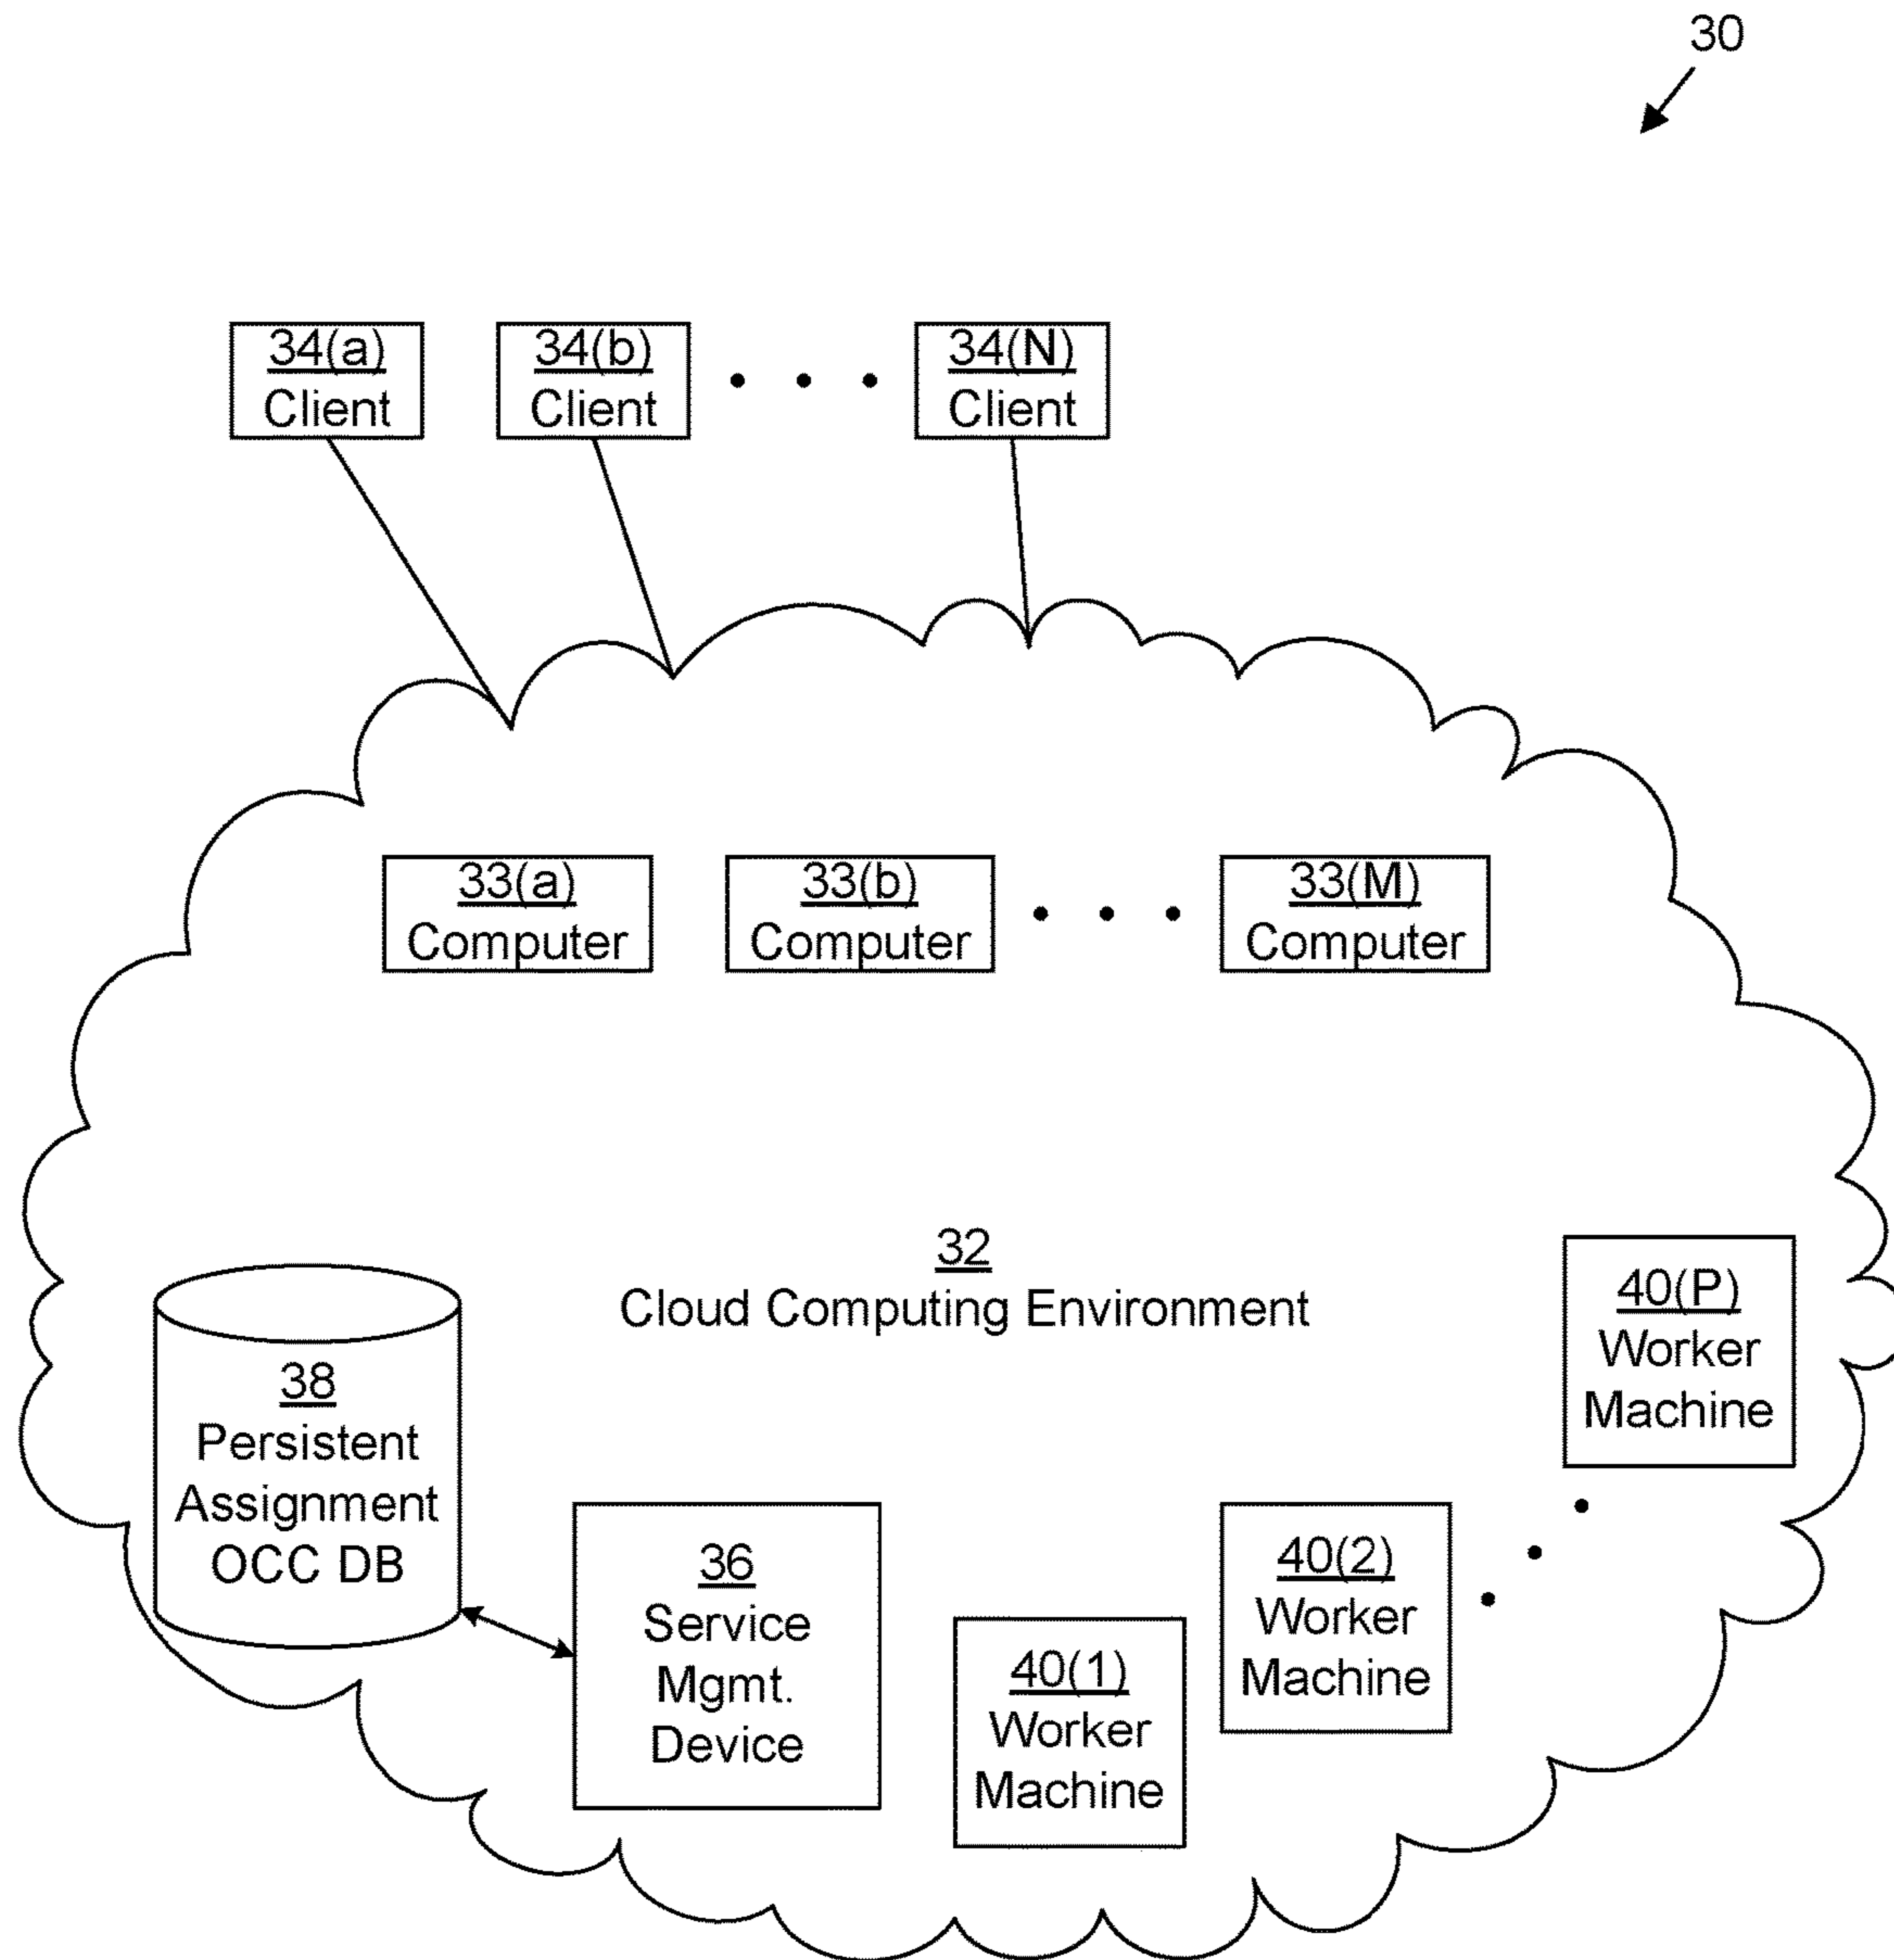 30
34(a)
Client
34(b)
Client
34(N)
Client
33(a)
Computer
33(b)
Computer
33(M)
Computer
32
Cloud Computing Environment
38
Persistent
Assignment
OCC DB
36
Service
Mgmt.
Device
40(1)
Worker
Machine
40(2)
Worker
Machine
40(P)
Worker
Machine